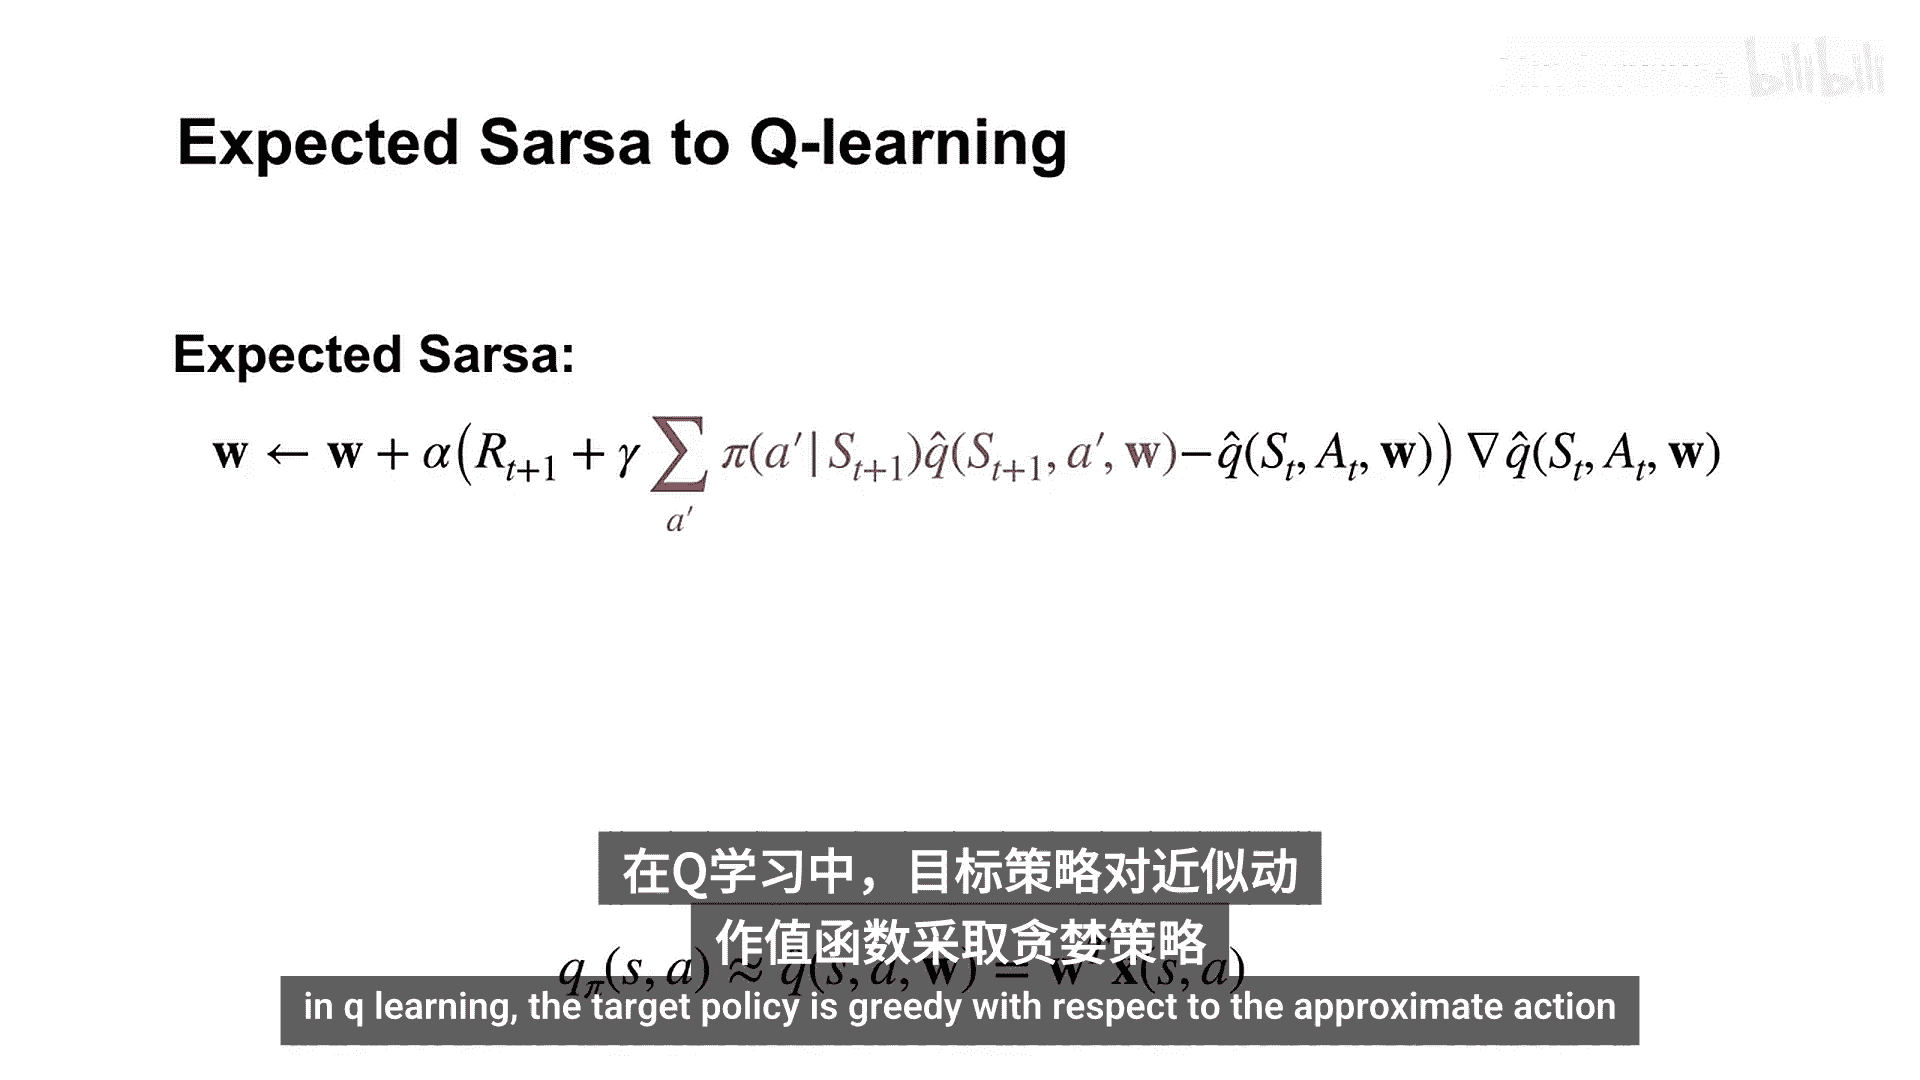 bilibili
Expected Sarsa to Q-learning
Expected Sarsa:
w ← w + α(R_{t+1} + γ ∑_{a′} π(a′|S_{t+1})q̂(S_{t+1}, a′, w) − q̂(S_t, A_t, w)) ∇q̂(S_t, A_t, w)
在Q学习中，目标策略对近似动
作值函数采取贪婪策略
q_π(s, a) ≈ q̂(s, a, w) = w^T x(s, a)
in q learning, the target policy is greedy with respect to the approximate action